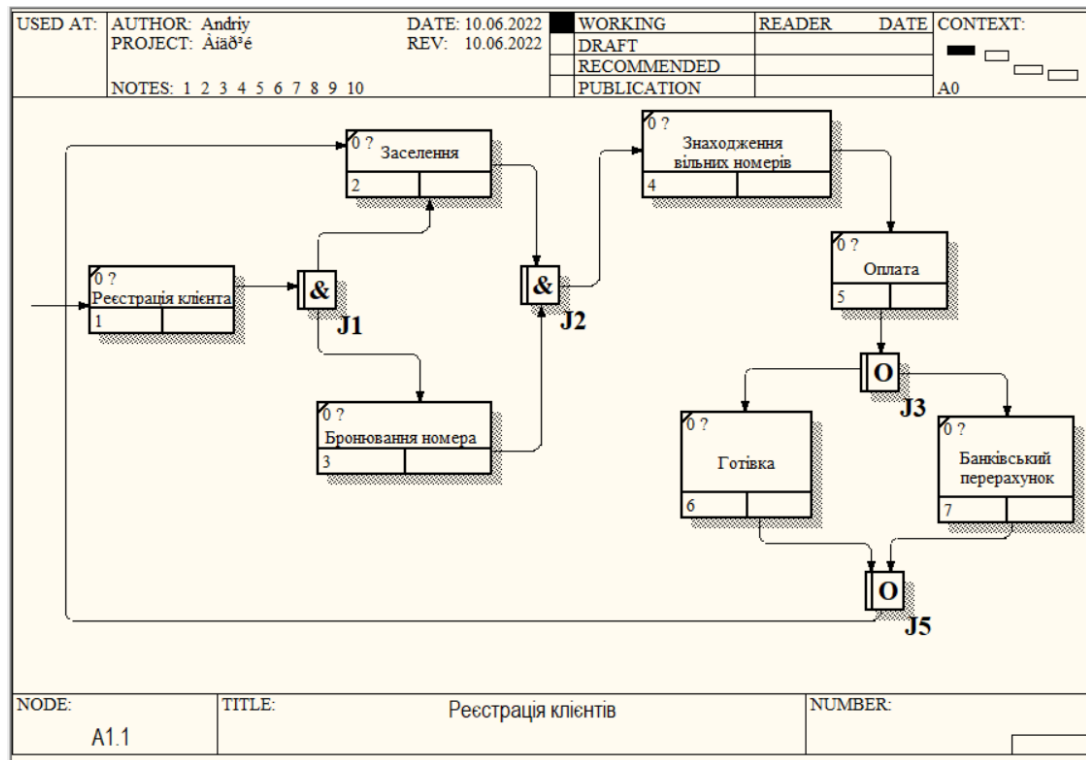 USED AT:
AUTHOR: Andriy
DATE: 10.06.2022
PROJECT: Âiäð³é
REV: 10.06.2022
NOTES: 1 2 3 4 5 6 7 8 9 10
WORKING
DRAFT
RECOMMENDED
PUBLICATION
READER
DATE
CONTEXT:
A0
0 ?
Заселення
2
0 ?
Знаходження
вільних номерів
4
0 ?
Оплата
5
0 ?
Реєстрація клієнта
1
&
J1
&
J2
O
J3
0 ?
Бронювання номера
3
0 ?
Готівка
6
0 ?
Банківський
перерахунок
7
O
J5
NODE:
A1.1
TITLE:
Реєстрація клієнтів
NUMBER: